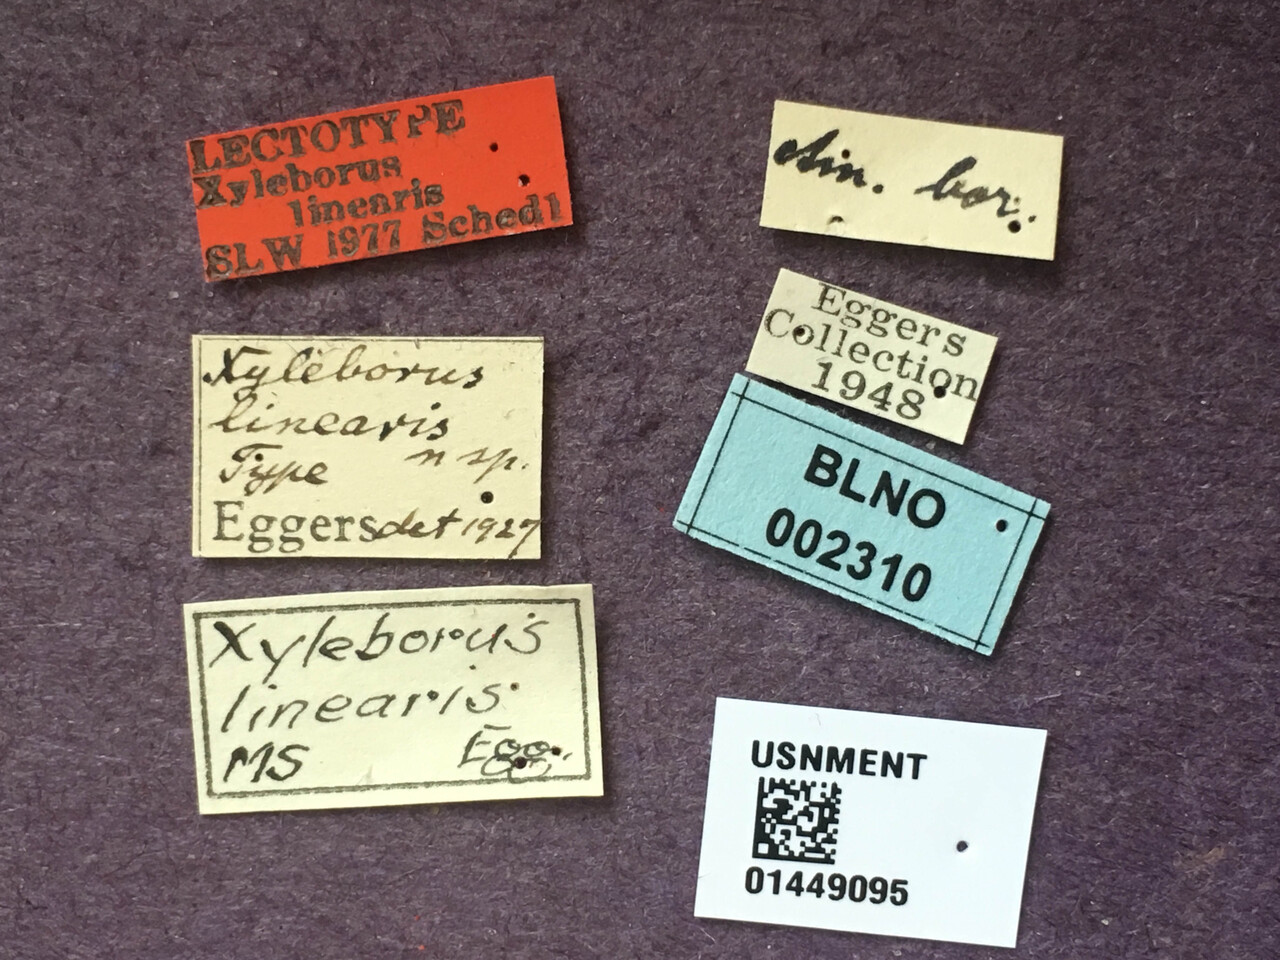 LECTOTYPE
Xyleborus
linearis
SLW 1977 Schedl
Xyleborus
linearis
Type n sp.
Eggers det 1927
Xyleborus
linearis
MS Egg.
bor.
Eggers
Collection
1948
BLNO
002310
USNMENT
01449095